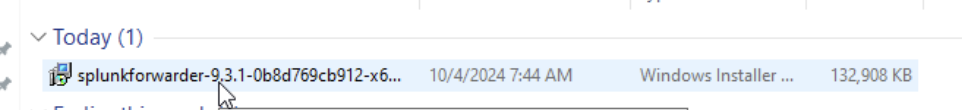 Today (1)
splunkforwarder-9.3.1-0b8d769cb912-x6... 10/4/2024 7:44 AM Windows Installer ... 132,908 KB